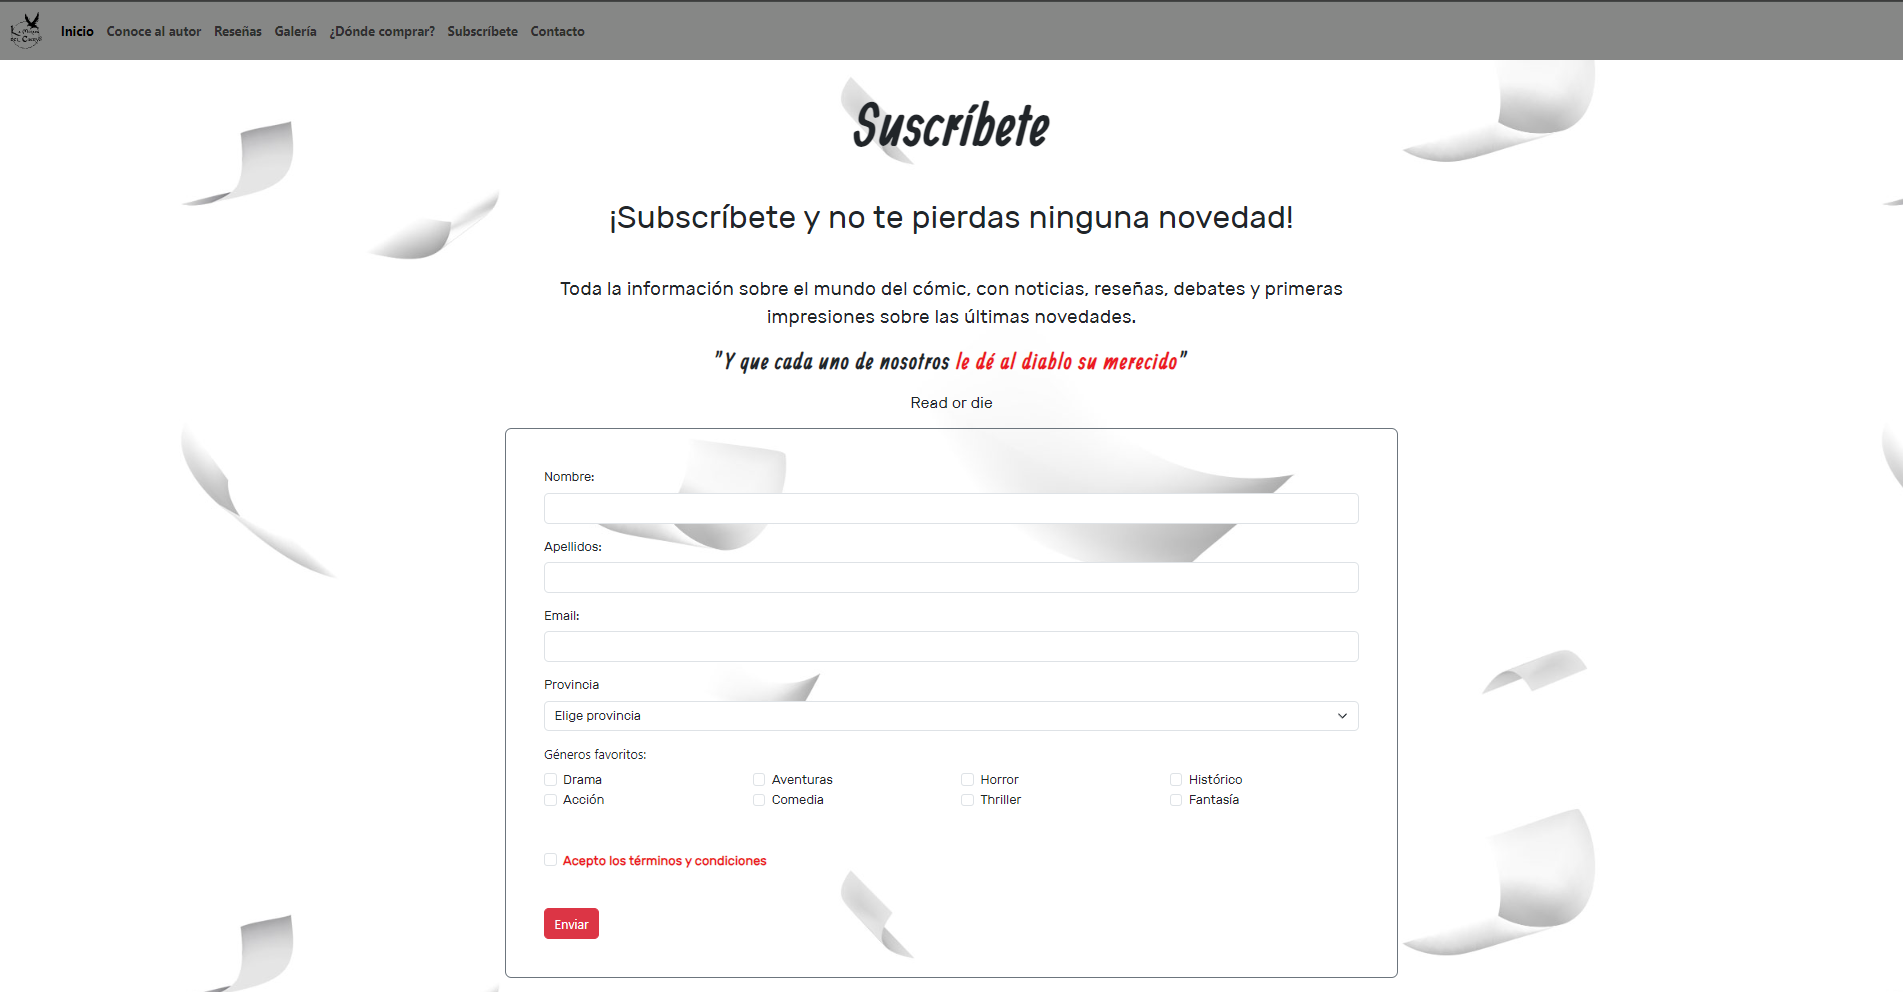 Inicio Conoce al autor Reseñas Galería ¿Dónde comprar? Subscríbete Contacto
Suscríbete
¡Subscríbete y no te pierdas ninguna novedad!
Toda la información sobre el mundo del cómic, con noticias, reseñas, debates y primeras
impresiones sobre las últimas novedades.
"Y que cada uno de nosotros le dé al diablo su merecido"
Read or die
Nombre:
Apellidos:
Email:
Provincia
Elige provincia
Géneros favoritos:
Drama Aventuras Horror Histórico
Acción Comedia Thriller Fantasía
Acepto los términos y condiciones
Enviar